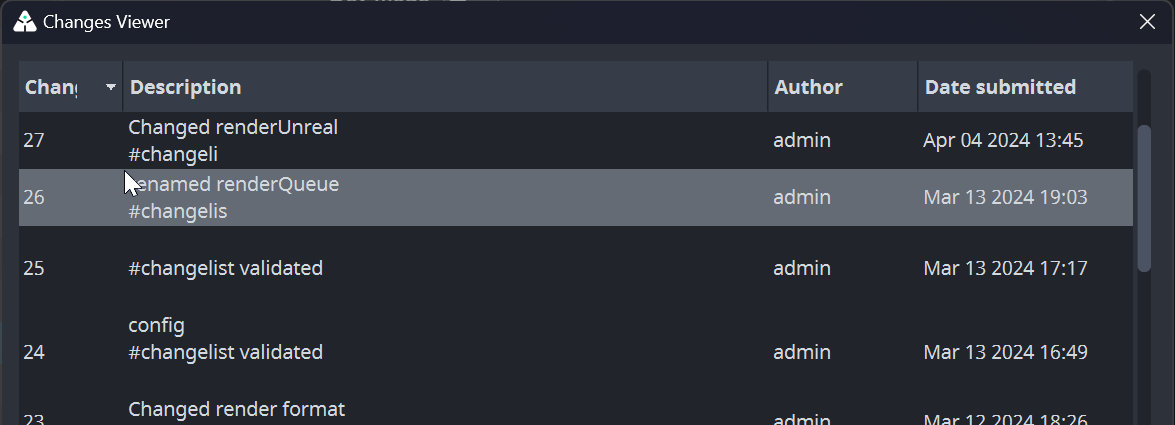 Changes Viewer
Chang Description Author Date submitted
27 Changed renderUnreal admin Apr 04 2024 13:45
#changeli
26 enamed renderQueue admin Mar 13 2024 19:03
#changelis
25 #changelist validated admin Mar 13 2024 17:17
config
24 #changelist validated admin Mar 13 2024 16:49
Changed render format
23 admin Mar 12 2024 18:26